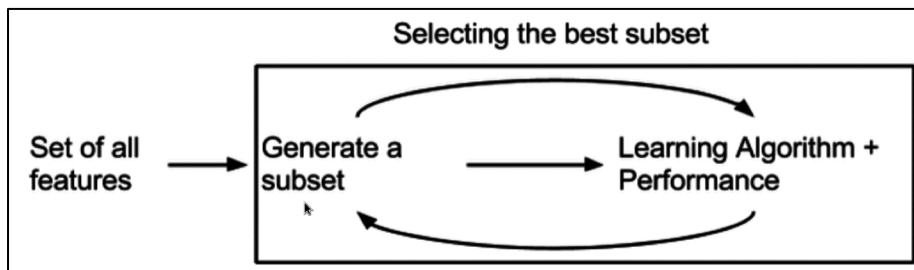 Selecting the best subset
Set of all
features
Generate a
subset
Learning Algorithm +
Performance